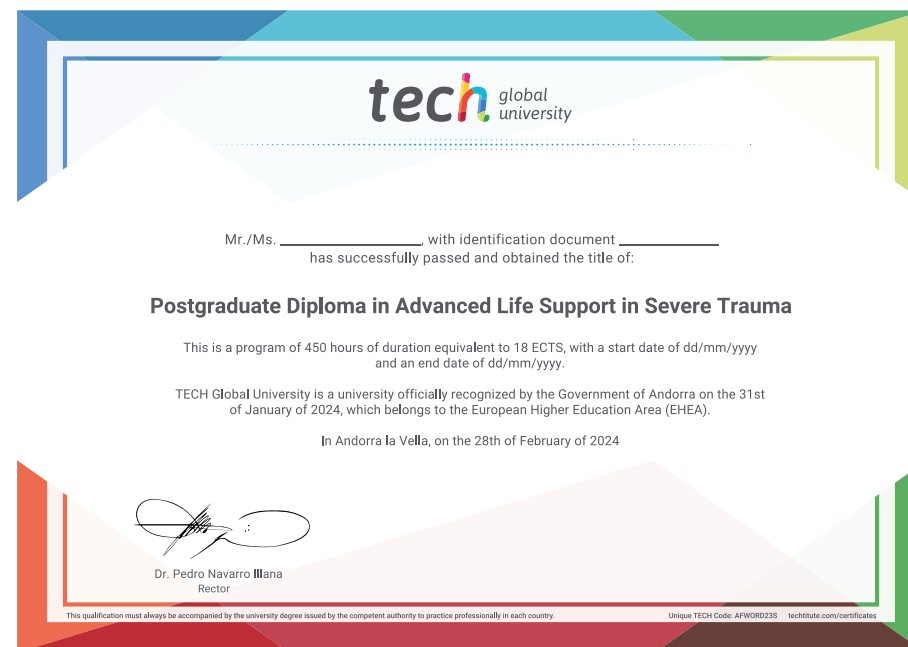 tech global
university
Mr./Ms. ____________________, with identification document ______________
has successfully passed and obtained the title of:
Postgraduate Diploma in Advanced Life Support in Severe Trauma
This is a program of 450 hours of duration equivalent to 18 ECTS, with a start date of dd/mm/yyyy
and an end date of dd/mm/yyyy.
TECH Global University is a university officially recognized by the Government of Andorra on the 31st
of January of 2024, which belongs to the European Higher Education Area (EHEA).
In Andorra la Vella, on the 28th of February of 2024
Dr. Pedro Navarro Illana
Rector
This qualification must always be accompanied by the university degree issued by the competent authority to practice professionally in each country.
Unique TECH Code: AFWORD23S techtitute.com/certificates